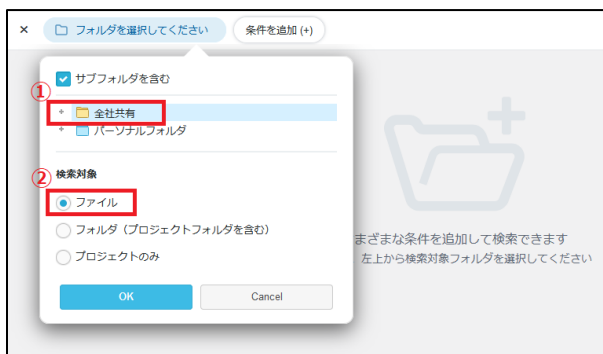 × フォルダを選択してください 条件を追加 (+)
サブフォルダを含む
①
+ 全社共有
+ パーソナルフォルダ
② 検索対象
ファイル
フォルダ（プロジェクトフォルダを含む）
プロジェクトのみ
OK Cancel
まざまな条件を追加して検索できます
左上から検索対象フォルダを選択してください